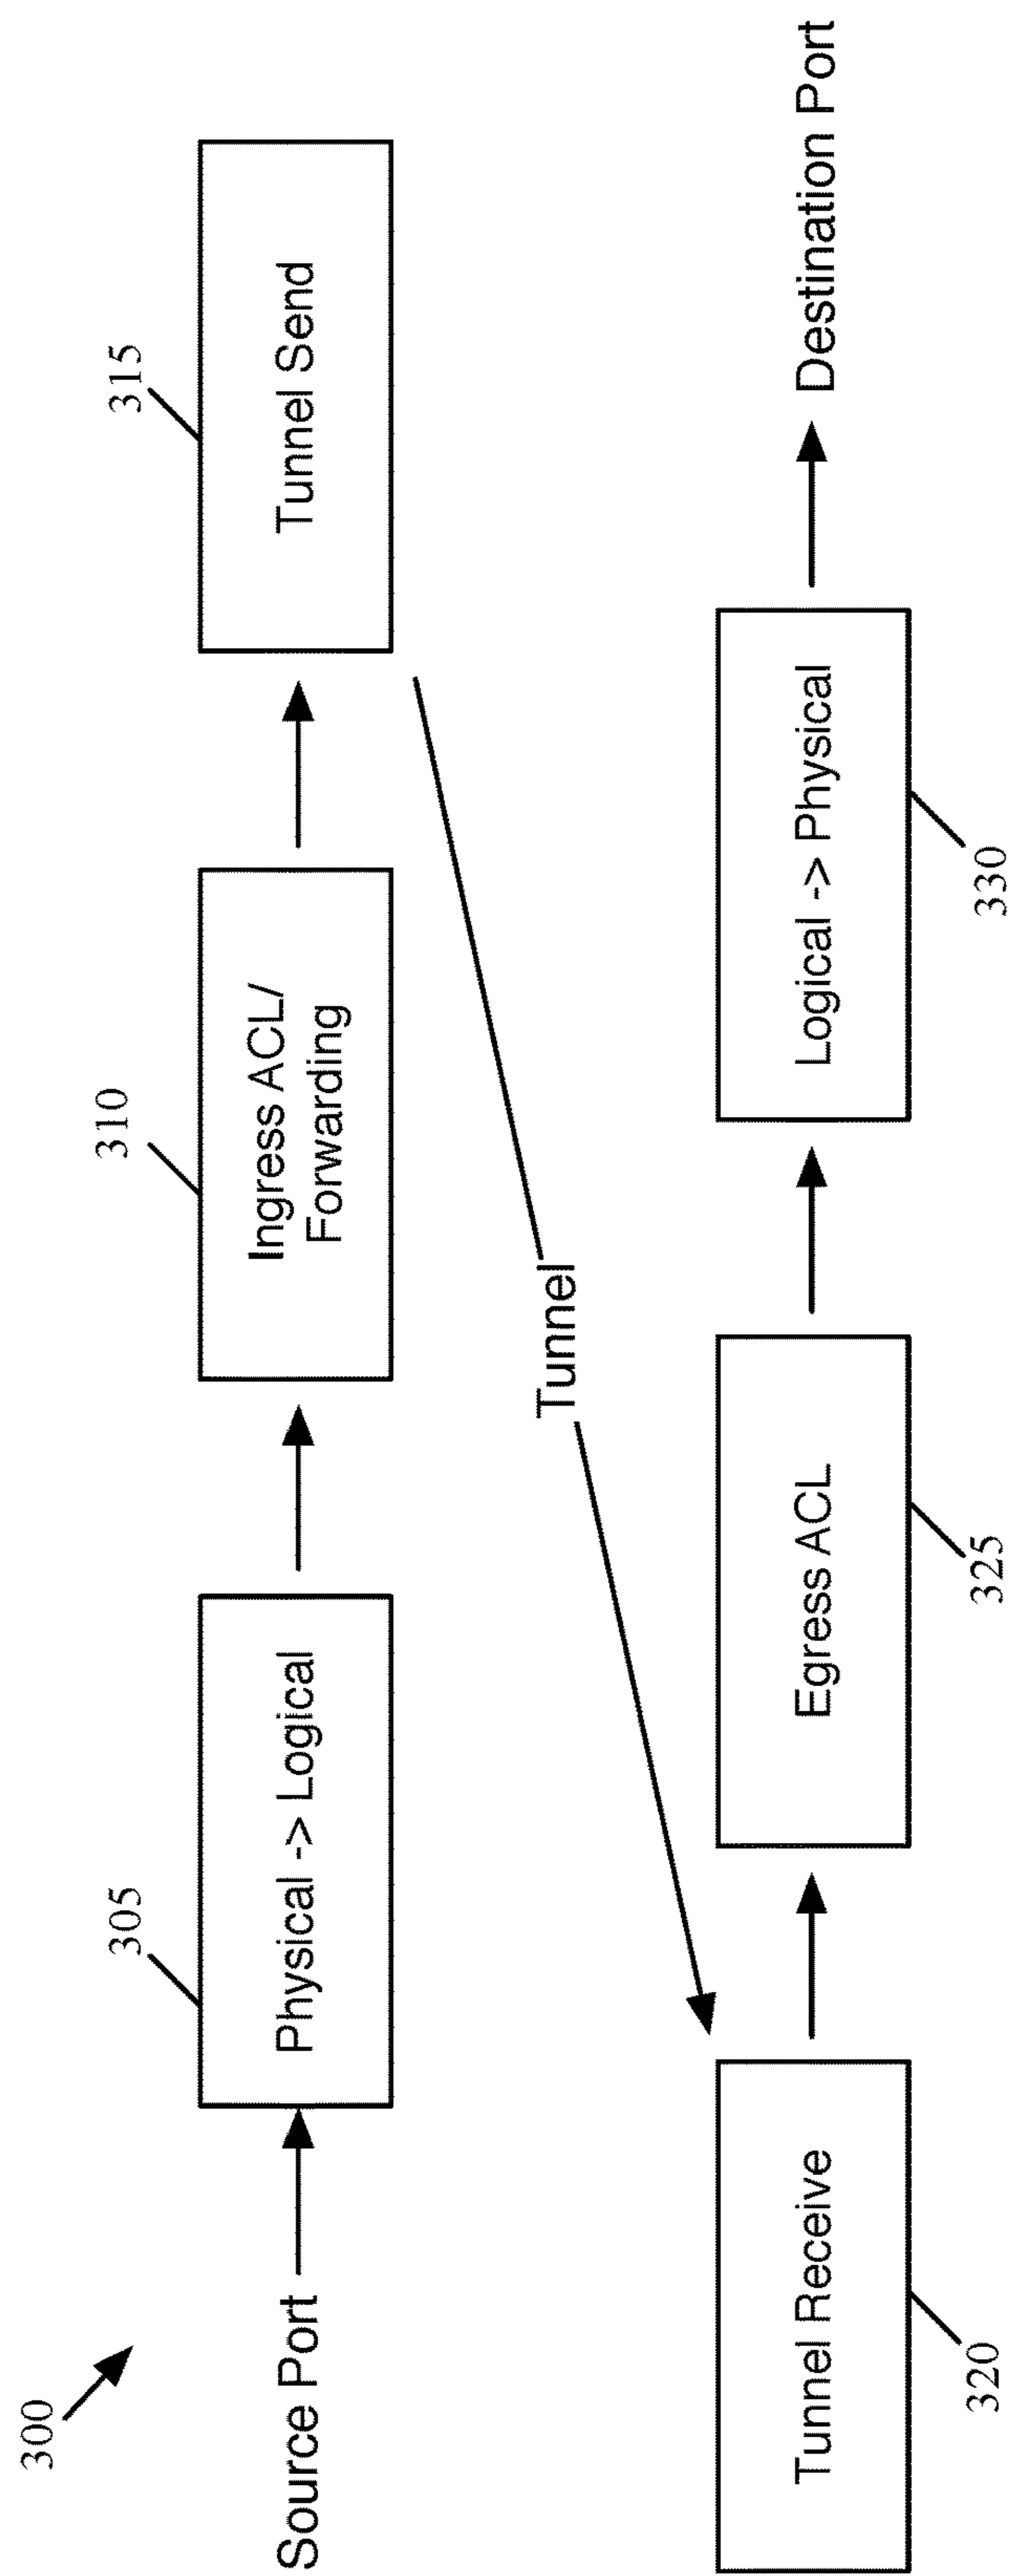 300
305
310
315
Source Port
Physical -> Logical
Ingress ACL/
Forwarding
Tunnel Send
Tunnel
Tunnel Receive
Egress ACL
Logical -> Physical
Destination Port
320
325
330